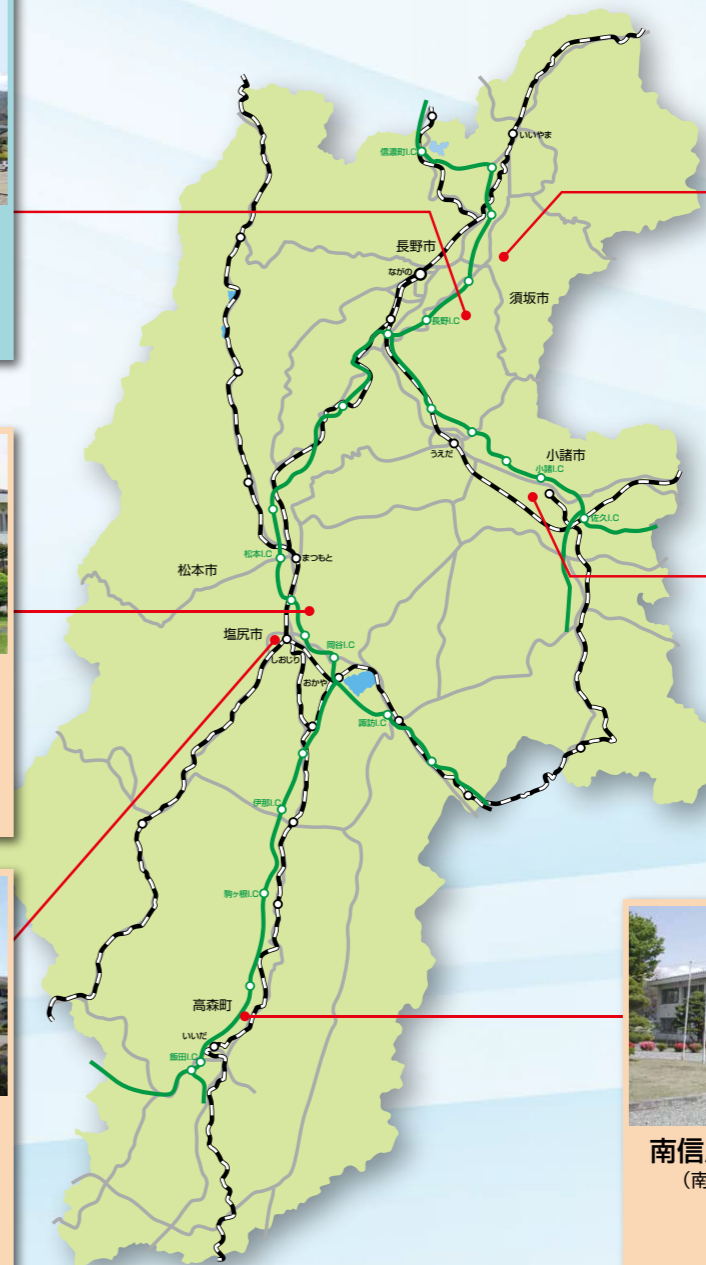 いいやま
信濃町I.C
長野市
ながの
須坂市
長野I.C
うえだ
小諸市
小諸I.C
佐久I.C
松本I.C
まつもと
松本市
塩尻市
しおじり
岡谷I.C
おかや
諏訪I.C
伊那I.C
駒ヶ根I.C
高森町
いいだ
飯田I.C
南信
（南